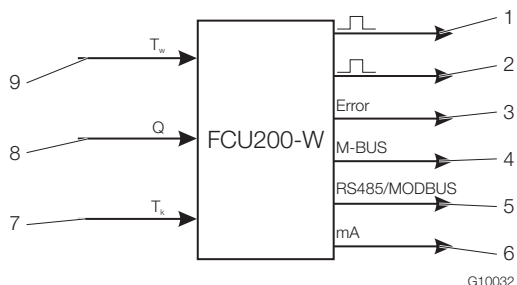 1
T_w
9
2
Error
3
Q
FCU200-W
8
M-BUS
4
RS485/MODBUS
5
T_k
7
mA
6
G10032